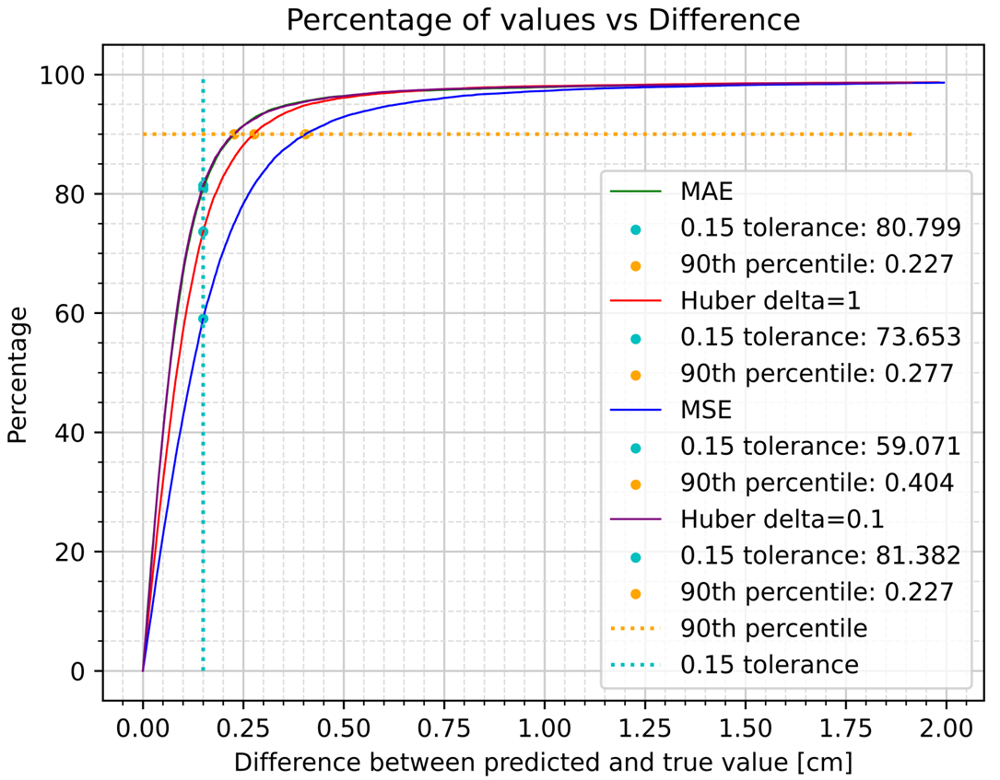 Percentage of values vs Difference
100
80
60
40
20
0
Percentage
MAE
0.15 tolerance: 80.799
90th percentile: 0.227
Huber delta=1
0.15 tolerance: 73.653
90th percentile: 0.277
MSE
0.15 tolerance: 59.071
90th percentile: 0.404
Huber delta=0.1
0.15 tolerance: 81.382
90th percentile: 0.227
90th percentile
0.15 tolerance
0.00 0.25 0.50 0.75 1.00 1.25 1.50 1.75 2.00
Difference between predicted and true value [cm]